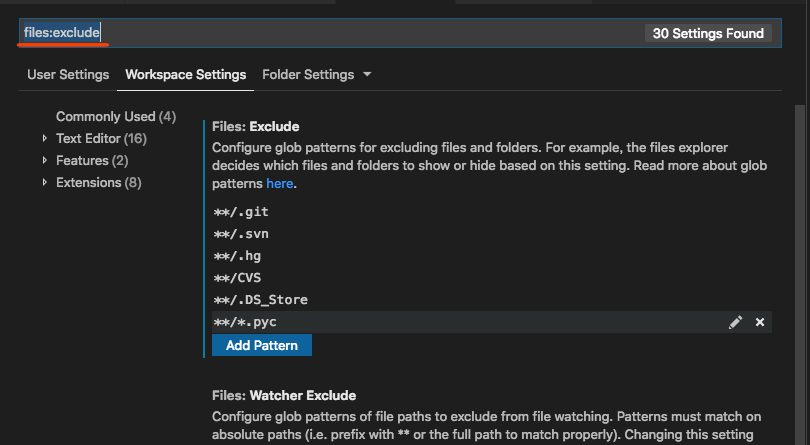 files:exclude
30 Settings Found
User Settings Workspace Settings Folder Settings
Commonly Used (4)
Text Editor (16)
Features (2)
Extensions (8)
Files: Exclude
Configure glob patterns for excluding files and folders. For example, the files explorer
decides which files and folders to show or hide based on this setting. Read more about glob
patterns here.
**/.git
**/.svn
**/.hg
**/CVS
**/.DS_Store
**/*.pyc
Add Pattern
Files: Watcher Exclude
Configure glob patterns of file paths to exclude from file watching. Patterns must match on
absolute paths (i.e. prefix with ** or the full path to match properly). Changing this setting